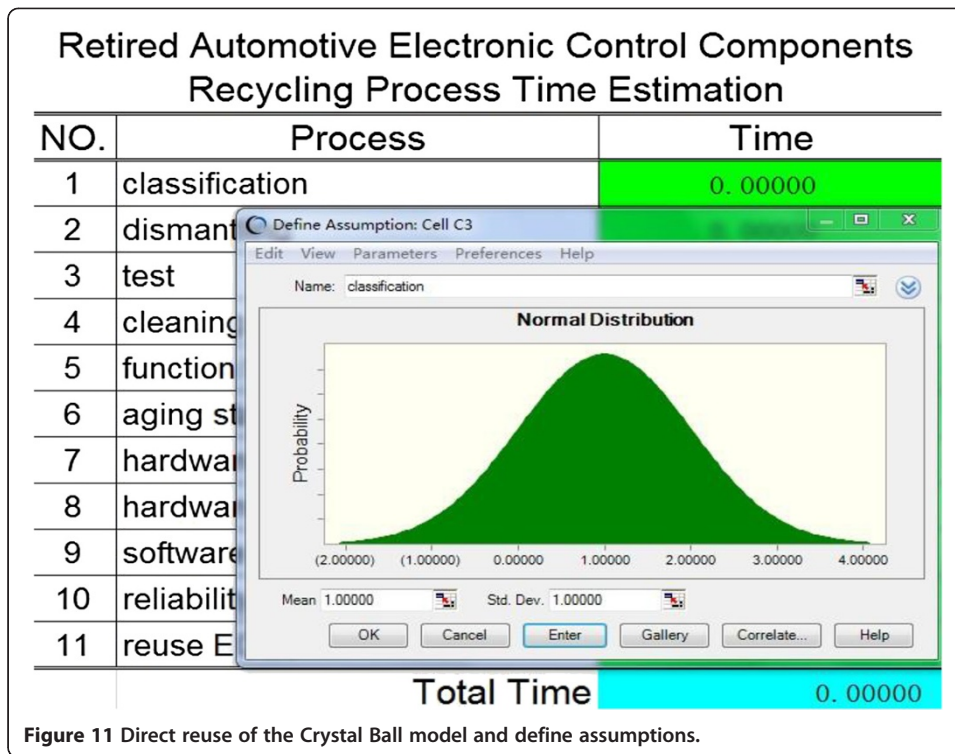 Retired Automotive Electronic Control Components
Recycling Process Time Estimation
NO. Process Time
1 classification 0.00000
2 dismant
3 test
4 cleaning
5 function
6 aging st
7 hardwar
8 hardwar
9 software
10 reliabilit
11 reuse E
Define Assumption: Cell C3
Edit View Parameters Preferences Help
Name: classification
Normal Distribution
Probability
(2.00000) (1.00000) 0.00000 1.00000 2.00000 3.00000 4.00000
Mean 1.00000 Std. Dev. 1.00000
OK Cancel Enter Gallery Correlate... Help
Total Time 0.00000
Figure 11 Direct reuse of the Crystal Ball model and define assumptions.